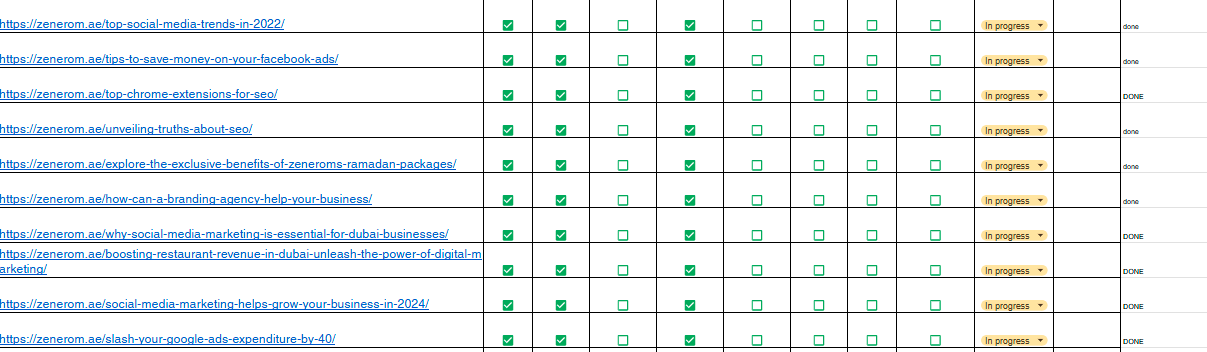 https://zenerom.ae/top-social-media-trends-in-2022/ In progress done
https://zenerom.ae/tips-to-save-money-on-your-facebook-ads/ In progress done
https://zenerom.ae/top-chrome-extensions-for-seo/ In progress DONE
https://zenerom.ae/unveiling-truths-about-seo/ In progress done
https://zenerom.ae/explore-the-exclusive-benefits-of-zeneroms-ramadan-packages/ In progress done
https://zenerom.ae/how-can-a-branding-agency-help-your-business/ In progress done
https://zenerom.ae/why-social-media-marketing-is-essential-for-dubai-businesses/ In progress DONE
https://zenerom.ae/boosting-restaurant-revenue-in-dubai-unleash-the-power-of-digital-m
arketing/ In progress DONE
https://zenerom.ae/social-media-marketing-helps-grow-your-business-in-2024/ In progress DONE
https://zenerom.ae/slash-your-google-ads-expenditure-by-40/ In progress DONE